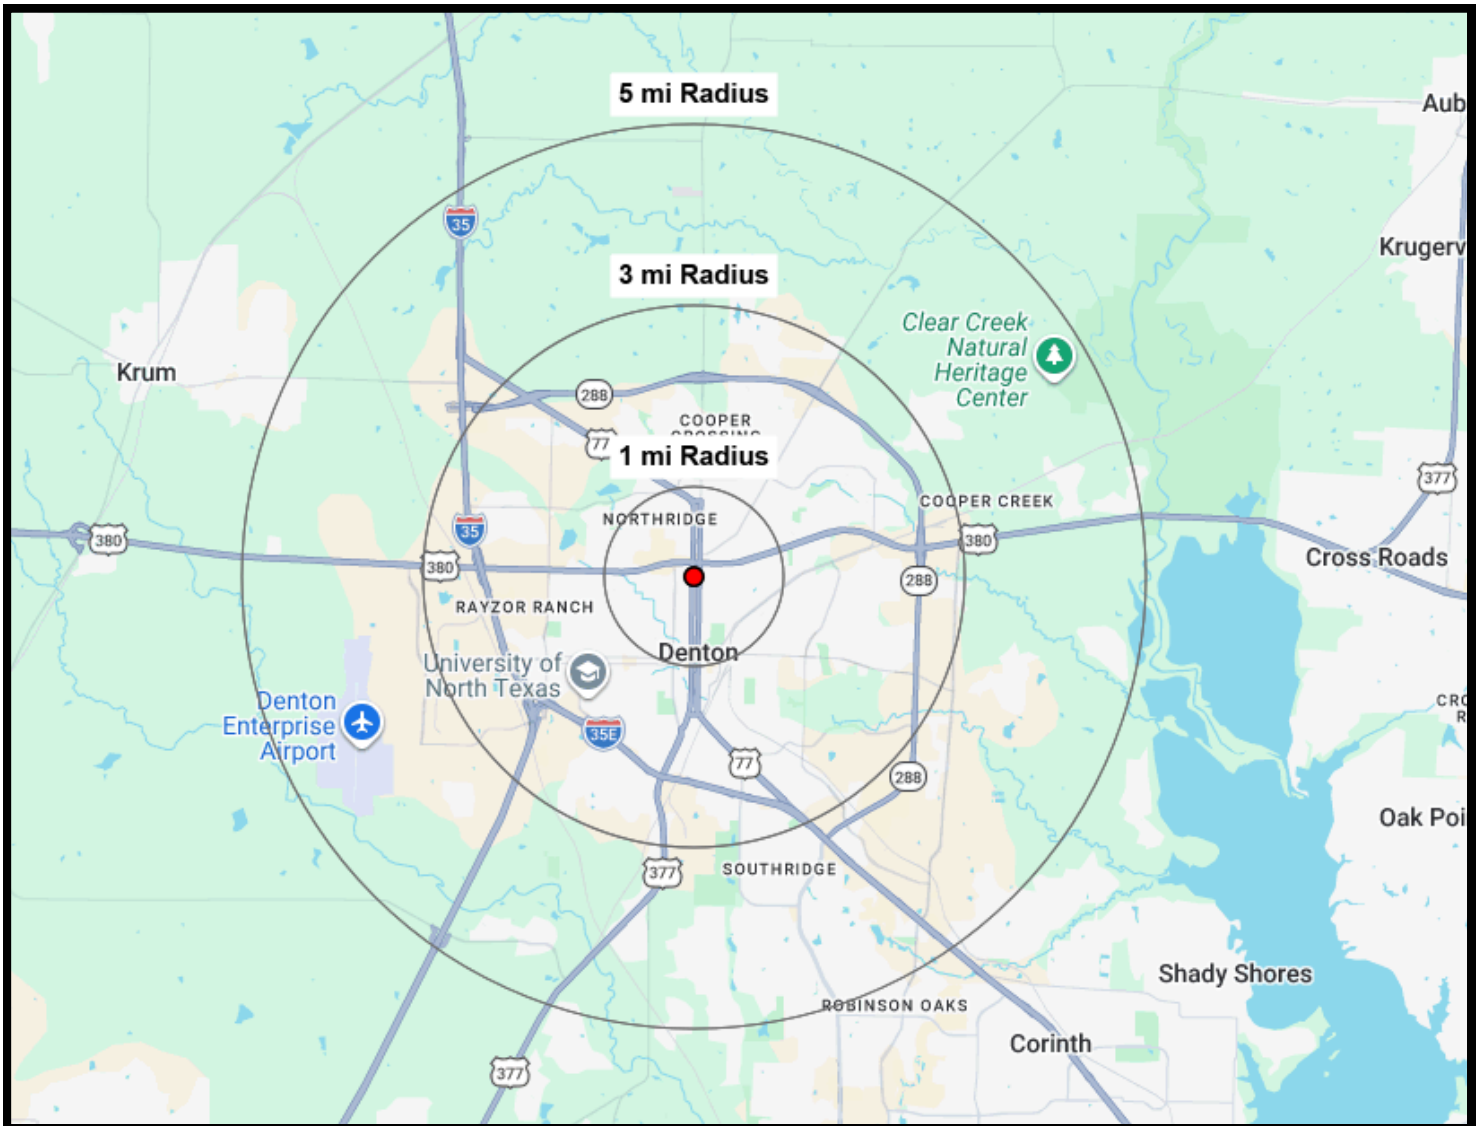 5 mi Radius
Aub
35
Krugerv
3 mi Radius
Clear Creek
Natural
Heritage
Center
Krum
288
COOPER
CROSSING
77
1 mi Radius
377
COOPER CREEK
NORTHRIDGE
35
380
380
Cross Roads
380
288
RAYZOR RANCH
Denton
University of
North Texas
Denton
Enterprise
Airport
CRO
R
35E
77
288
Oak Poi
377
SOUTHRIDGE
Shady Shores
ROBINSON OAKS
Corinth
377